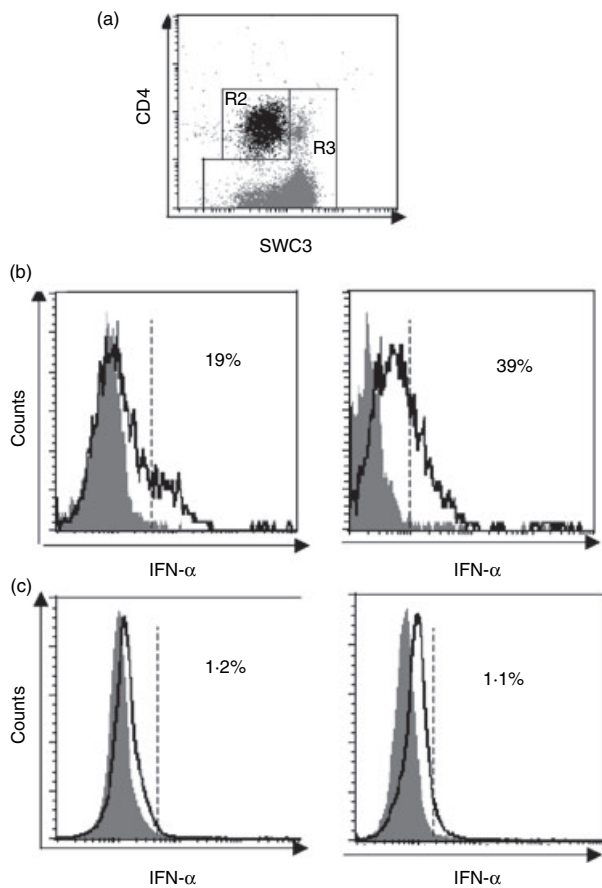 (a)
CD4
R2
R3
SWC3
(b)
Counts
19%
39%
IFN-α
IFN-α
(c)
Counts
1·2%
1·1%
IFN-α
IFN-α